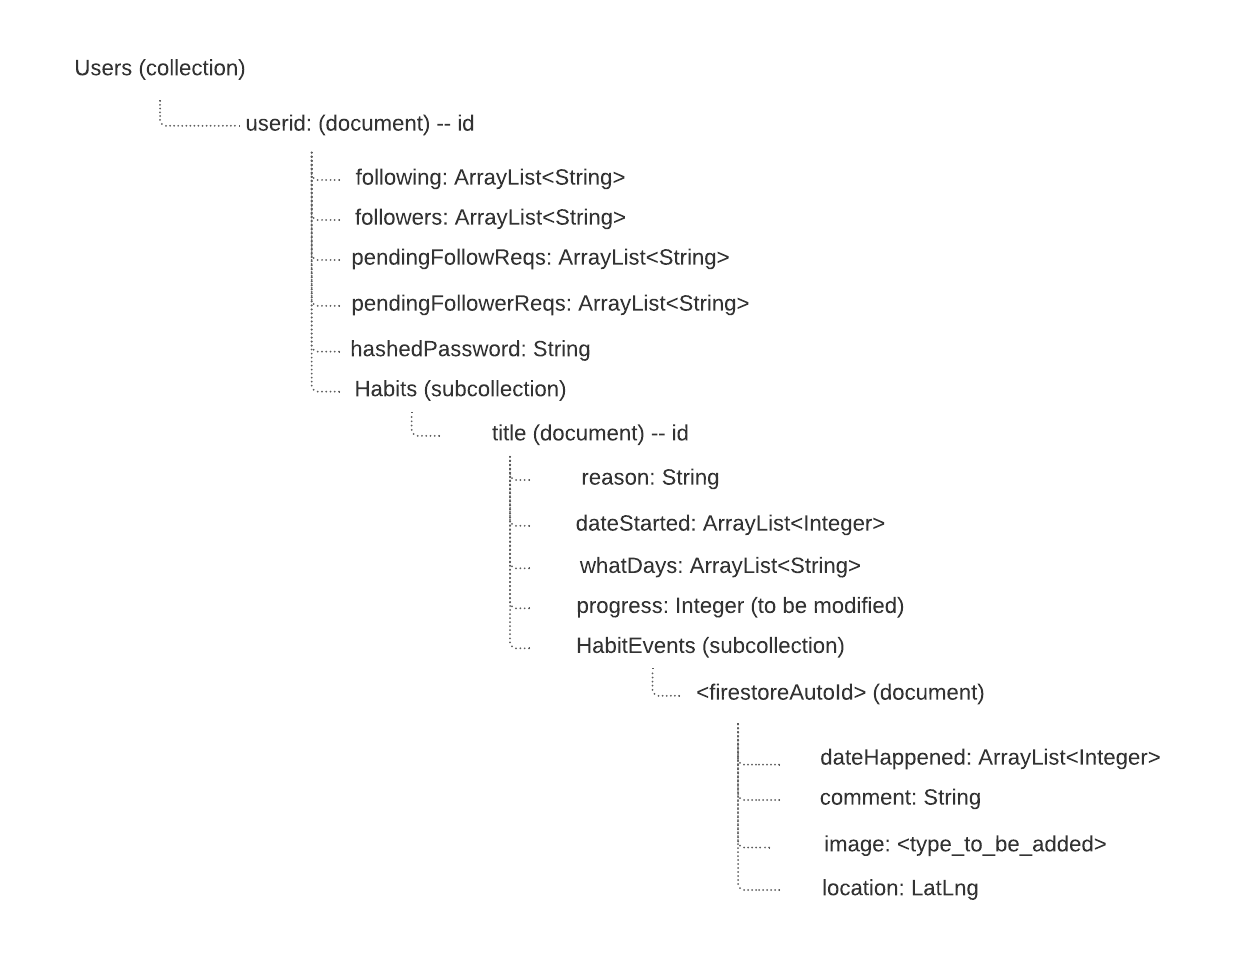 Users (collection)
userid: (document) -- id
following: ArrayList<String>
followers: ArrayList<String>
pendingFollowReqs: ArrayList<String>
pendingFollowerReqs: ArrayList<String>
hashedPassword: String
Habits (subcollection)
title (document) -- id
reason: String
dateStarted: ArrayList<Integer>
whatDays: ArrayList<String>
progress: Integer (to be modified)
HabitEvents (subcollection)
<firestoreAutoId> (document)
dateHappened: ArrayList<Integer>
comment: String
image: <type_to_be_added>
location: LatLng